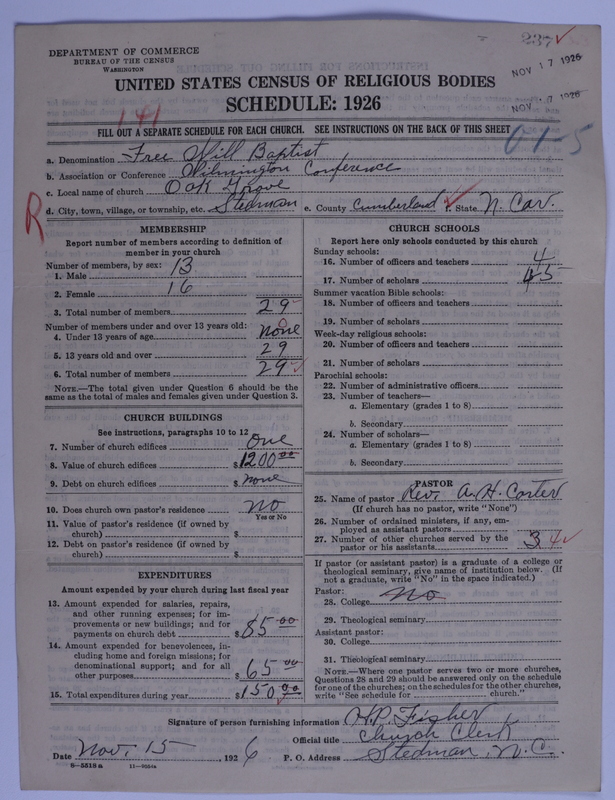 237 ✓
DEPARTMENT OF COMMERCE
BUREAU OF THE CENSUS
WASHINGTON
NOV 17 1926
NOV 1926
UNITED STATES CENSUS OF RELIGIOUS BODIES
SCHEDULE: 1926
141
FILL OUT A SEPARATE SCHEDULE FOR EACH CHURCH. SEE INSTRUCTIONS ON THE BACK OF THIS SHEET
01-5
a. Denomination Free Will Baptist
b. Association or Conference Wilmington Conference
c. Local name of church Oak Grove
R
d. City, town, village, or township, etc. Stedman e. County Cumberland f. State N. Car.
MEMBERSHIP
Report number of members according to definition of
member in your church
Number of members, by sex:
1. Male 13
2. Female 16
3. Total number of members 29
Number of members under and over 13 years old:
4. Under 13 years of age none
5. 13 years old and over 29
6. Total number of members 29
NOTE.—The total given under Question 6 should be the
same as the total of males and females given under Question 3.
CHURCH BUILDINGS
See instructions, paragraphs 10 to 12
7. Number of church edifices one
8. Value of church edifices $1200.00
9. Debt on church edifices $ none
10. Does church own pastor's residence no
Yes or No
11. Value of pastor's residence (if owned by
church) $
12. Debt on pastor's residence (if owned by
church) $
EXPENDITURES
Amount expended by your church during last fiscal year
13. Amount expended for salaries, repairs,
and other running expenses; for im-
provements or new buildings; and for
payments on church debt $85.00
14. Amount expended for benevolences, in-
cluding home and foreign missions; for
denominational support; and for all
other purposes $65.00
15. Total expenditures during year $150.00
CHURCH SCHOOLS
Report here only schools conducted by this church
Sunday schools:
16. Number of officers and teachers 4
17. Number of scholars 45
Summer vacation Bible schools:
18. Number of officers and teachers
19. Number of scholars
Week-day religious schools:
20. Number of officers and teachers
21. Number of scholars
Parochial schools:
22. Number of administrative officers
23. Number of teachers—
a. Elementary (grades 1 to 8)
b. Secondary
24. Number of scholars—
a. Elementary (grades 1 to 8)
b. Secondary
PASTOR
25. Name of pastor Rev. A. H. Carter
(If church has no pastor, write "None")
26. Number of ordained ministers, if any, em-
ployed as assistant pastors
27. Number of other churches served by the
pastor or his assistants 3 4 ✓
If pastor (or assistant pastor) is a graduate of a college or
theological seminary, give name of institution below. (If
not a graduate, write "No" in the space indicated.)
Pastor:
28. College No
29. Theological seminary
Assistant pastor:
30. College
31. Theological seminary
NOTE.—Where one pastor serves two or more churches,
Questions 28 and 29 should be answered only on the schedule
for one of the churches; on the schedules for the other churches,
write "See schedule for church."
Signature of person furnishing information H.P. Fisher
Official title Church Clerk
Date Nov. 15 , 1926 P. O. Address Stedman, N.C.
8—5518a 11—9284a